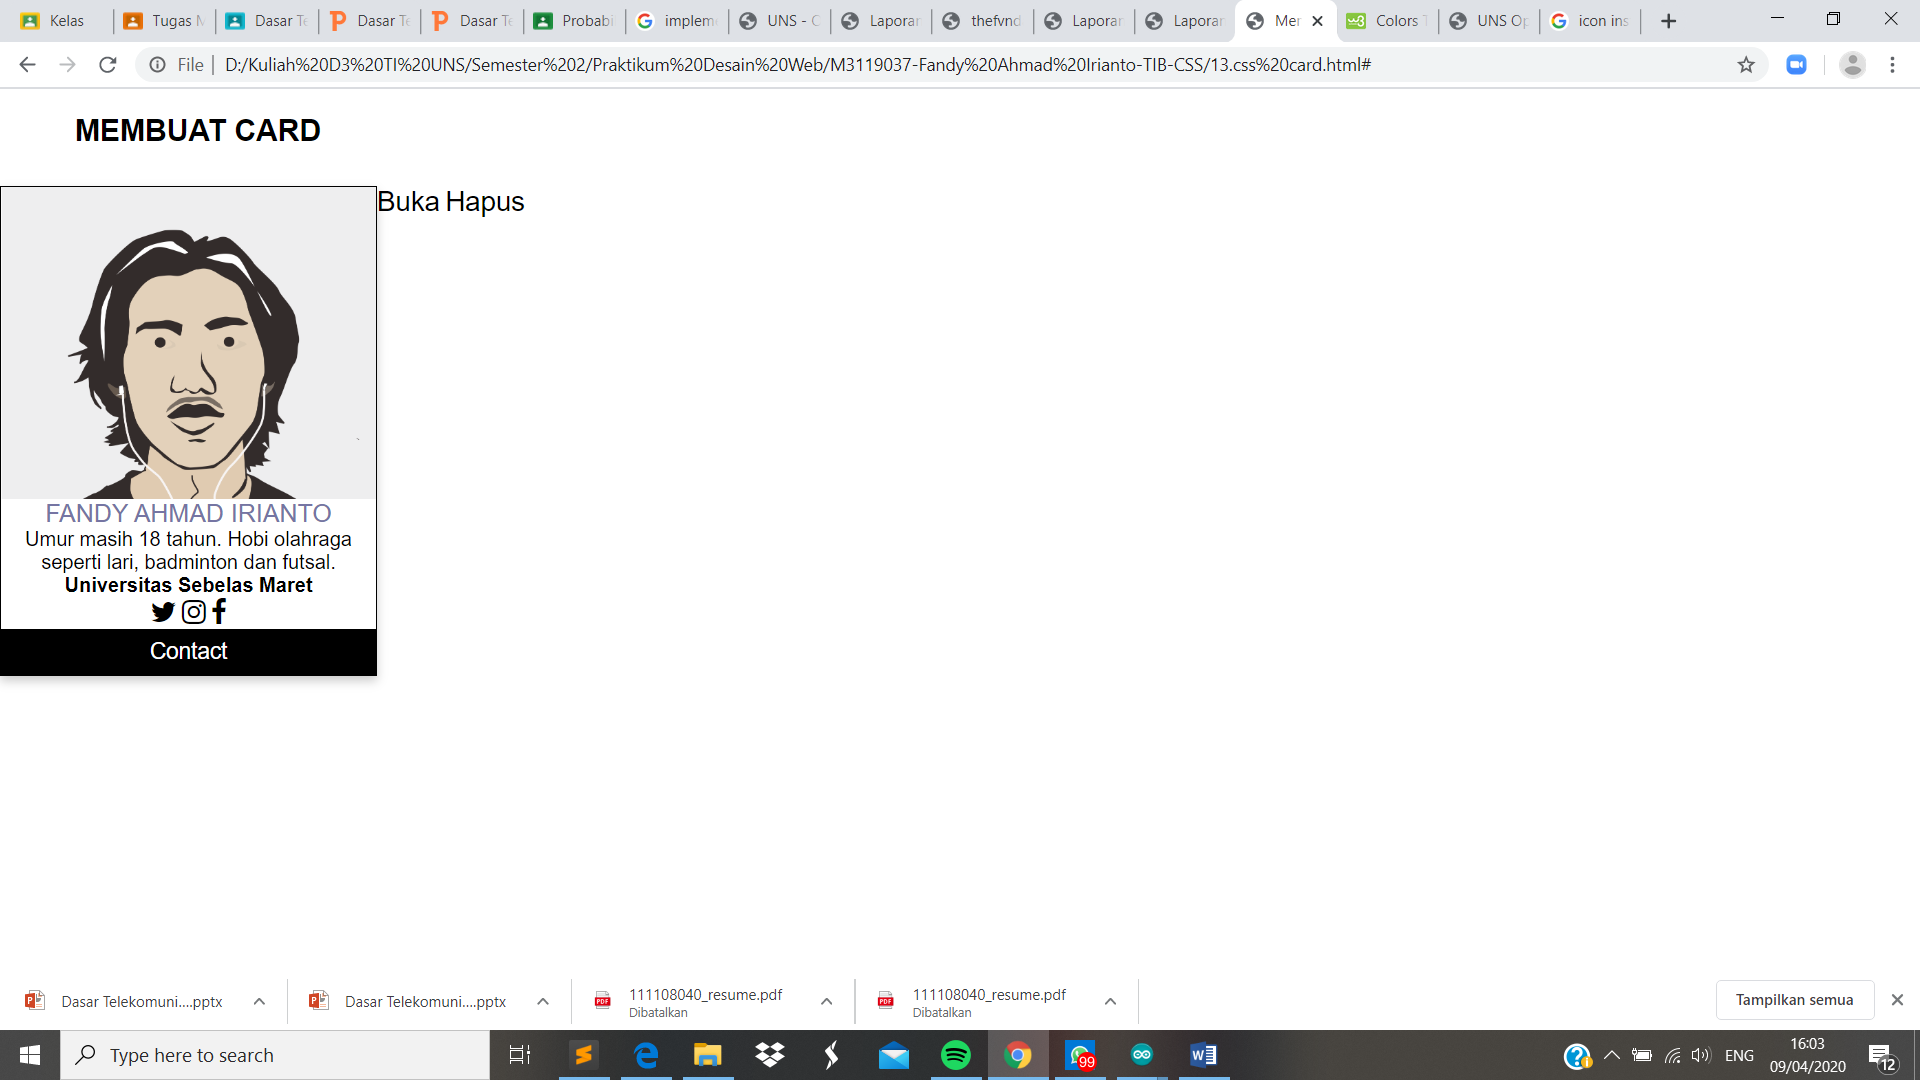 Kelas
Tugas M
Dasar Te
Dasar Te
Dasar Te
Probabi
implem
UNS - C
Laporan
thefvnd
Laporan
Laporan
Mer
Colors T
UNS Op
icon ins
File
D:/Kuliah%20D3%20TI%20UNS/Semester%202/Praktikum%20Desain%20Web/M3119037-Fandy%20Ahmad%20Irianto-TIB-CSS/13.css%20card.html#
MEMBUAT CARD
Buka Hapus
FANDY AHMAD IRIANTO
Umur masih 18 tahun. Hobi olahraga
seperti lari, badminton dan futsal.
Universitas Sebelas Maret
Contact
Dasar Telekomuni....pptx
Dasar Telekomuni....pptx
111108040_resume.pdf
Dibatalkan
111108040_resume.pdf
Dibatalkan
Tampilkan semua
Type here to search
99
ENG
16:03
09/04/2020
12